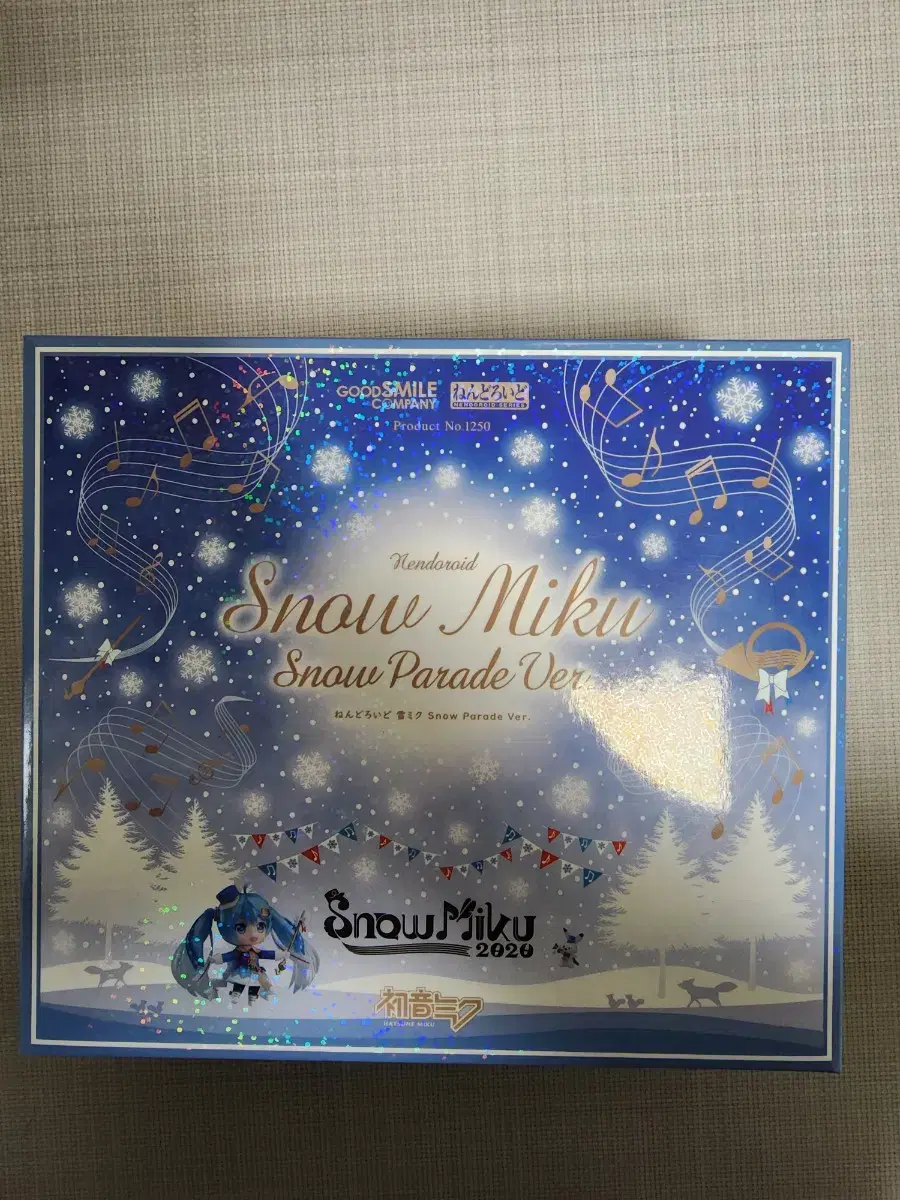 GOOD SMILE COMPANY
ねんどろいど
NENDOROID SERIES
Product No.1250
Nendoroid
Snow Miku
Snow Parade Ver.
ねんどろいど 雪ミク Snow Parade Ver.
Snow Miku
2020
初音ミク
HATSUNE MIKU